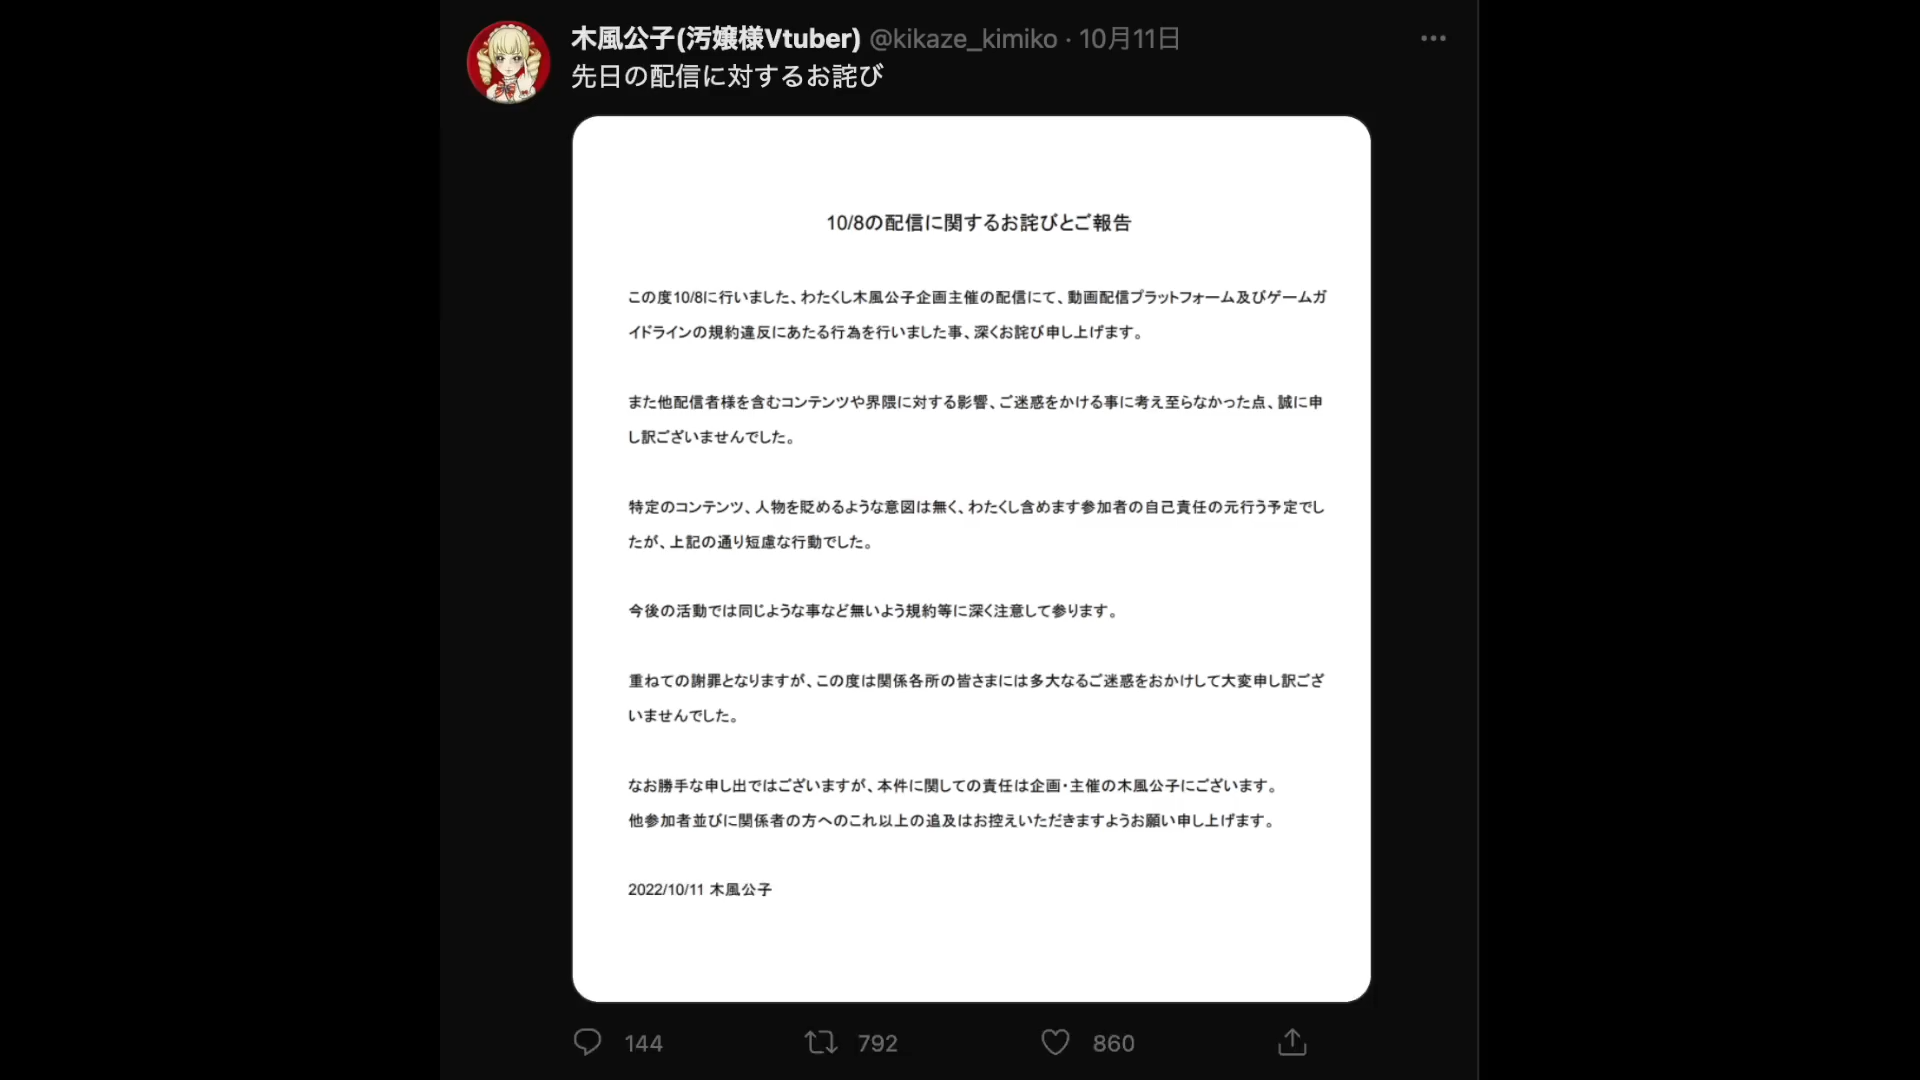 木風公子(汚嬢様Vtuber) @kikaze_kimiko · 10月11日
先日の配信に対するお詫び
10/8の配信に関するお詫びとご報告
この度10/8に行いました、わたくし木風公子企画主催の配信にて、動画配信プラットフォーム及びゲームガ
イドラインの規約違反にあたる行為を行いました事、深くお詫び申し上げます。
また他配信者様を含むコンテンツや界隈に対する影響、ご迷惑をかける事に考え至らなかった点、誠に申
し訳ございませんでした。
特定のコンテンツ、人物を貶めるような意図は無く、わたくし含めます参加者の自己責任の元行う予定でし
たが、上記の通り短慮な行動でした。
今後の活動では同じような事など無いよう規約等に深く注意して参ります。
重ねての謝罪となりますが、この度は関係各所の皆さまには多大なるご迷惑をおかけして大変申し訳ござ
いませんでした。
なお勝手な申し出ではございますが、本件に関しての責任は企画・主催の木風公子にございます。
他参加者並びに関係者の方へのこれ以上の追及はお控えいただきますようお願い申し上げます。
2022/10/11 木風公子
144 792 860